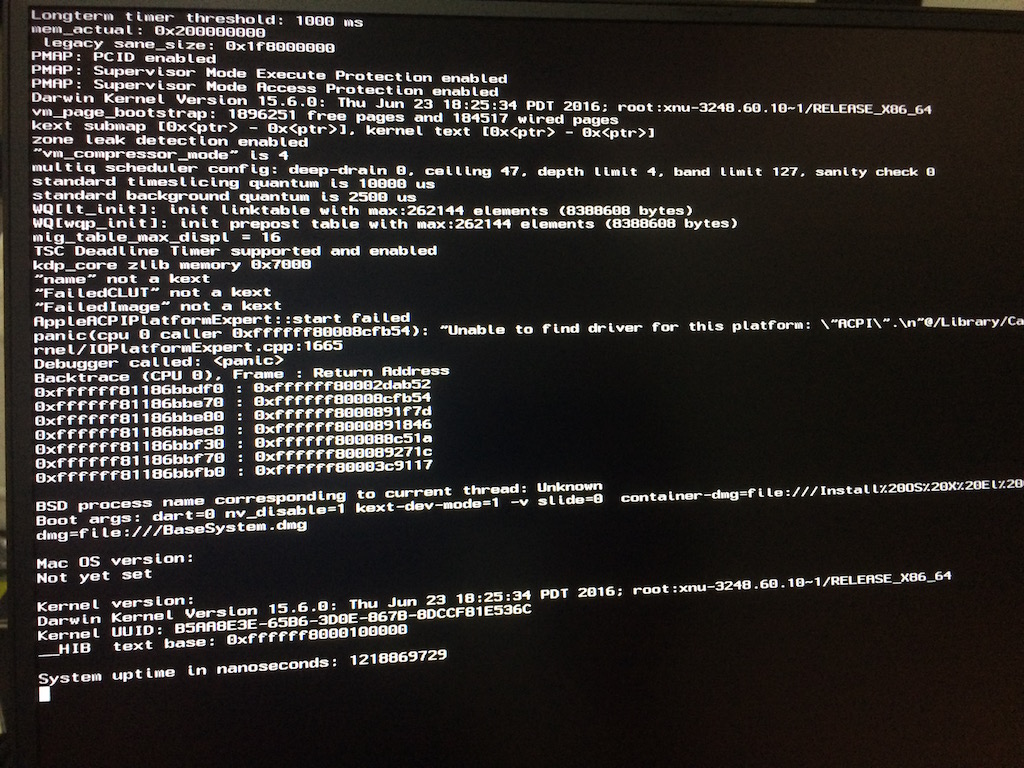 Longterm timer threshold: 1000 ms
mem_actual: 0x200000000
legacy sane_size: 0x1f8000000
PMAP: PCID enabled
PMAP: Supervisor Mode Execute Protection enabled
PMAP: Supervisor Mode Access Protection enabled
Darwin Kernel Version 15.6.0: Thu Jun 23 18:25:34 PDT 2016; root:xnu-3248.60.10~1/RELEASE_X86_64
vm_page_bootstrap: 1896251 free pages and 184517 wired pages
kext submap [0x<ptr> - 0x<ptr>], kernel text [0x<ptr> - 0x<ptr>]
zone leak detection enabled
"vm_compressor_mode" is 4
multiq scheduler config: deep-drain 0, ceiling 47, depth limit 4, band limit 127, sanity check 0
standard timeslicing quantum is 10000 us
standard background quantum is 2500 us
WQ[lt_init]: init linktable with max:262144 elements (8388608 bytes)
WQ[wqp_init]: init prepost table with max:262144 elements (8388608 bytes)
mig_table_max_displ = 16
TSC Deadline Timer supported and enabled
kdp_core zlib memory 0x7000
"name" not a kext
"FailedCLUT" not a kext
"FailedImage" not a kext
AppleACPIPlatformExpert::start failed
panic(cpu 0 caller 0xffffff80008cfb54): "Unable to find driver for this platform: \"ACPI\".\n"@/Library/Ca
rnel/IOPlatformExpert.cpp:1665
Debugger called: <panic>
Backtrace (CPU 0), Frame : Return Address
0xffffff81186bbdf0 : 0xffffff80002dab52
0xffffff81186bbe70 : 0xffffff80008cfb54
0xffffff81186bbe80 : 0xffffff8000891f7d
0xffffff81186bbec0 : 0xffffff8000891846
0xffffff81186bbf30 : 0xffffff800088c51a
0xffffff81186bbf70 : 0xffffff800089271c
0xffffff81186bbfb0 : 0xffffff80003c9117
BSD process name corresponding to current thread: Unknown
Boot args: dart=0 nv_disable=1 kext-dev-mode=1 -v slide=0 container-dmg=file:///Install%20OS%20X%20El%20
dmg=file:///BaseSystem.dmg
Mac OS version:
Not yet set
Kernel version:
Darwin Kernel Version 15.6.0: Thu Jun 23 18:25:34 PDT 2016; root:xnu-3248.60.10~1/RELEASE_X86_64
Kernel UUID: B5AA8E3E-65B6-3D0E-867B-8DCCF81E536C
__HIB text base: 0xffffff8000100000
System uptime in nanoseconds: 1218869729